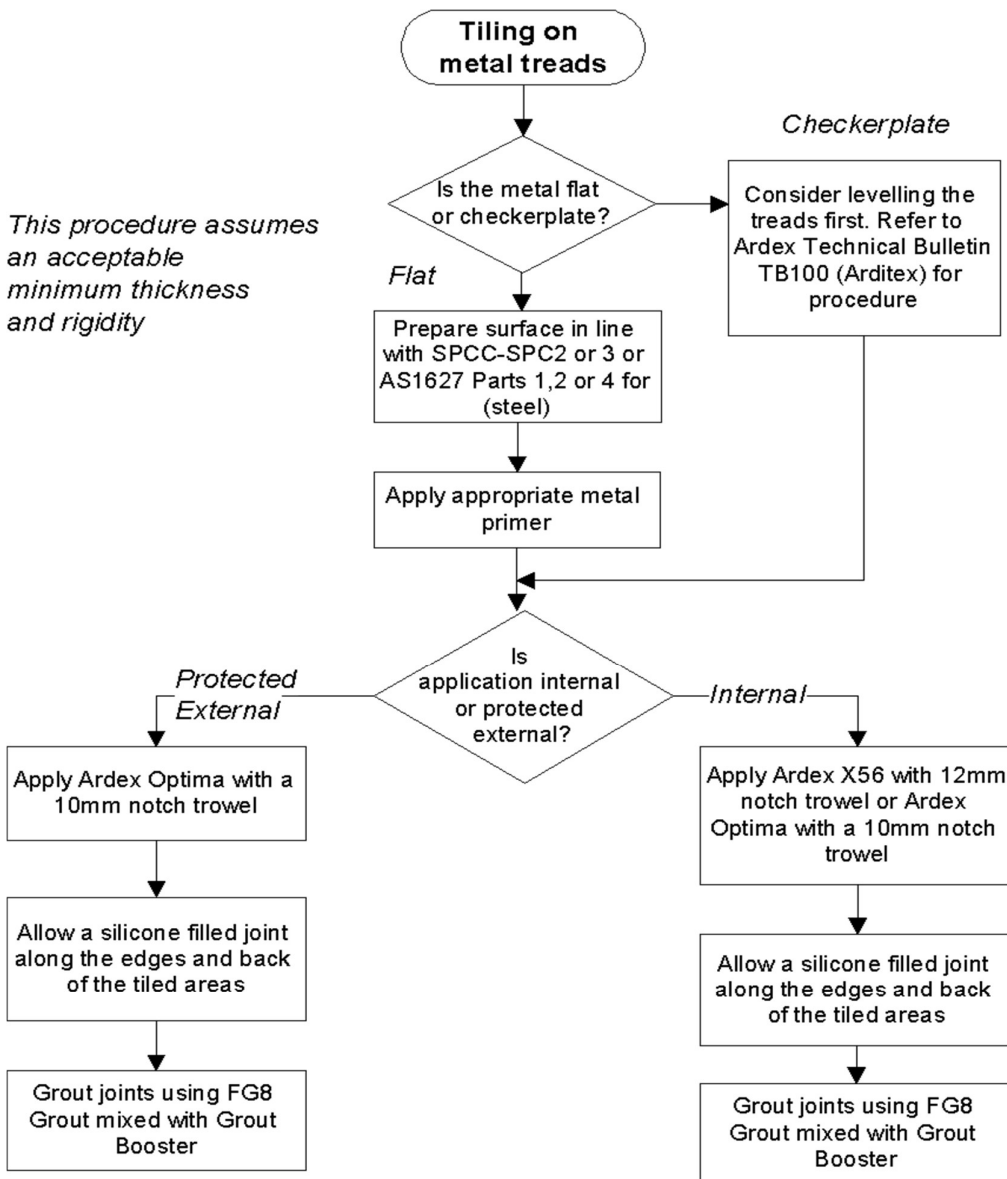 Tiling on
metal treads
Checkerplate
Is the metal flat
or checkerplate?
Consider levelling the
treads first. Refer to
Ardex Technical Bulletin
TB100 (Arditex) for
procedure
This procedure assumes
an acceptable
minimum thickness
and rigidity
Flat
Prepare surface in line
with SPCC-SPC2 or 3 or
AS1627 Parts 1,2 or 4 for
(steel)
Apply appropriate metal
primer
Is
application internal
or protected
external?
Protected
External
Internal
Apply Ardex Optima with a
10mm notch trowel
Allow a silicone filled joint
along the edges and back
of the tiled areas
Grout joints using FG8
Grout mixed with Grout
Booster
Apply Ardex X56 with 12mm
notch trowel or Ardex
Optima with a 10mm notch
trowel
Allow a silicone filled joint
along the edges and back
of the tiled areas
Grout joints using FG8
Grout mixed with Grout
Booster